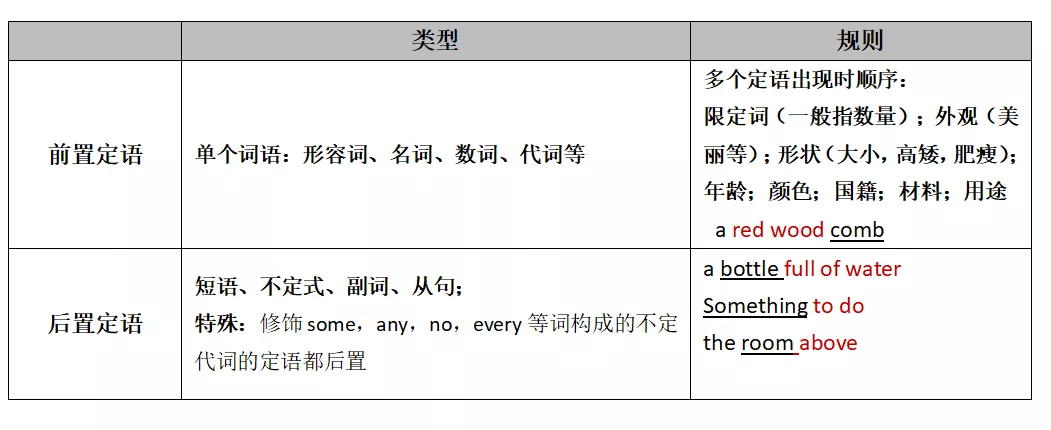 类型
规则
前置定语
单个词语：形容词、名词、数词、代词等
多个定语出现时顺序：
限定词（一般指数量）；外观（美
丽等）；形状（大小，高矮，肥瘦）；
年龄；颜色；国籍；材料；用途
a red wood comb
后置定语
短语、不定式、副词、从句；
特殊：修饰 some，any，no，every 等词构成的不定
代词的定语都后置
a bottle full of water
Something to do
the room above